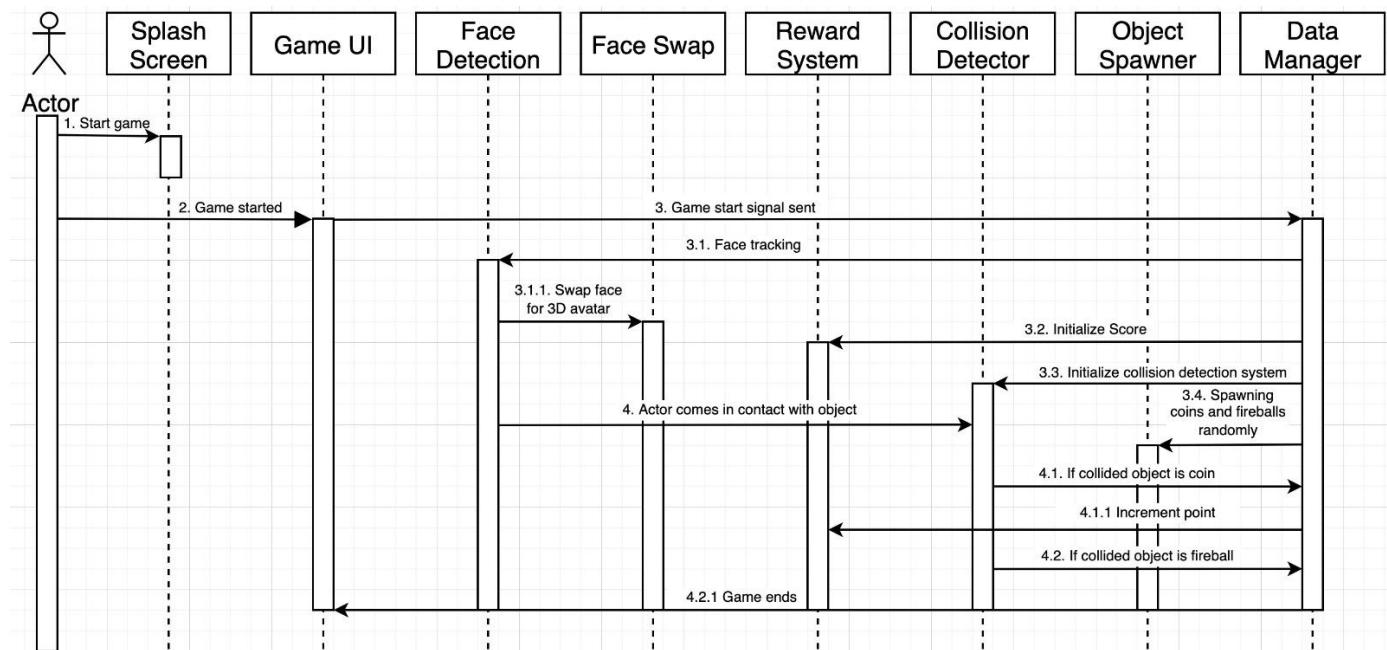 Splash
Screen
Game UI
Face
Detection
Face Swap
Reward
System
Collision
Detector
Object
Spawner
Data
Manager
Actor
1. Start game
2. Game started
3. Game start signal sent
3.1. Face tracking
3.1.1. Swap face
for 3D avatar
3.2. Initialize Score
3.3. Initialize collision detection system
3.4. Spawning
coins and fireballs
randomly
4. Actor comes in contact with object
4.1. If collided object is coin
4.1.1 Increment point
4.2. If collided object is fireball
4.2.1 Game ends